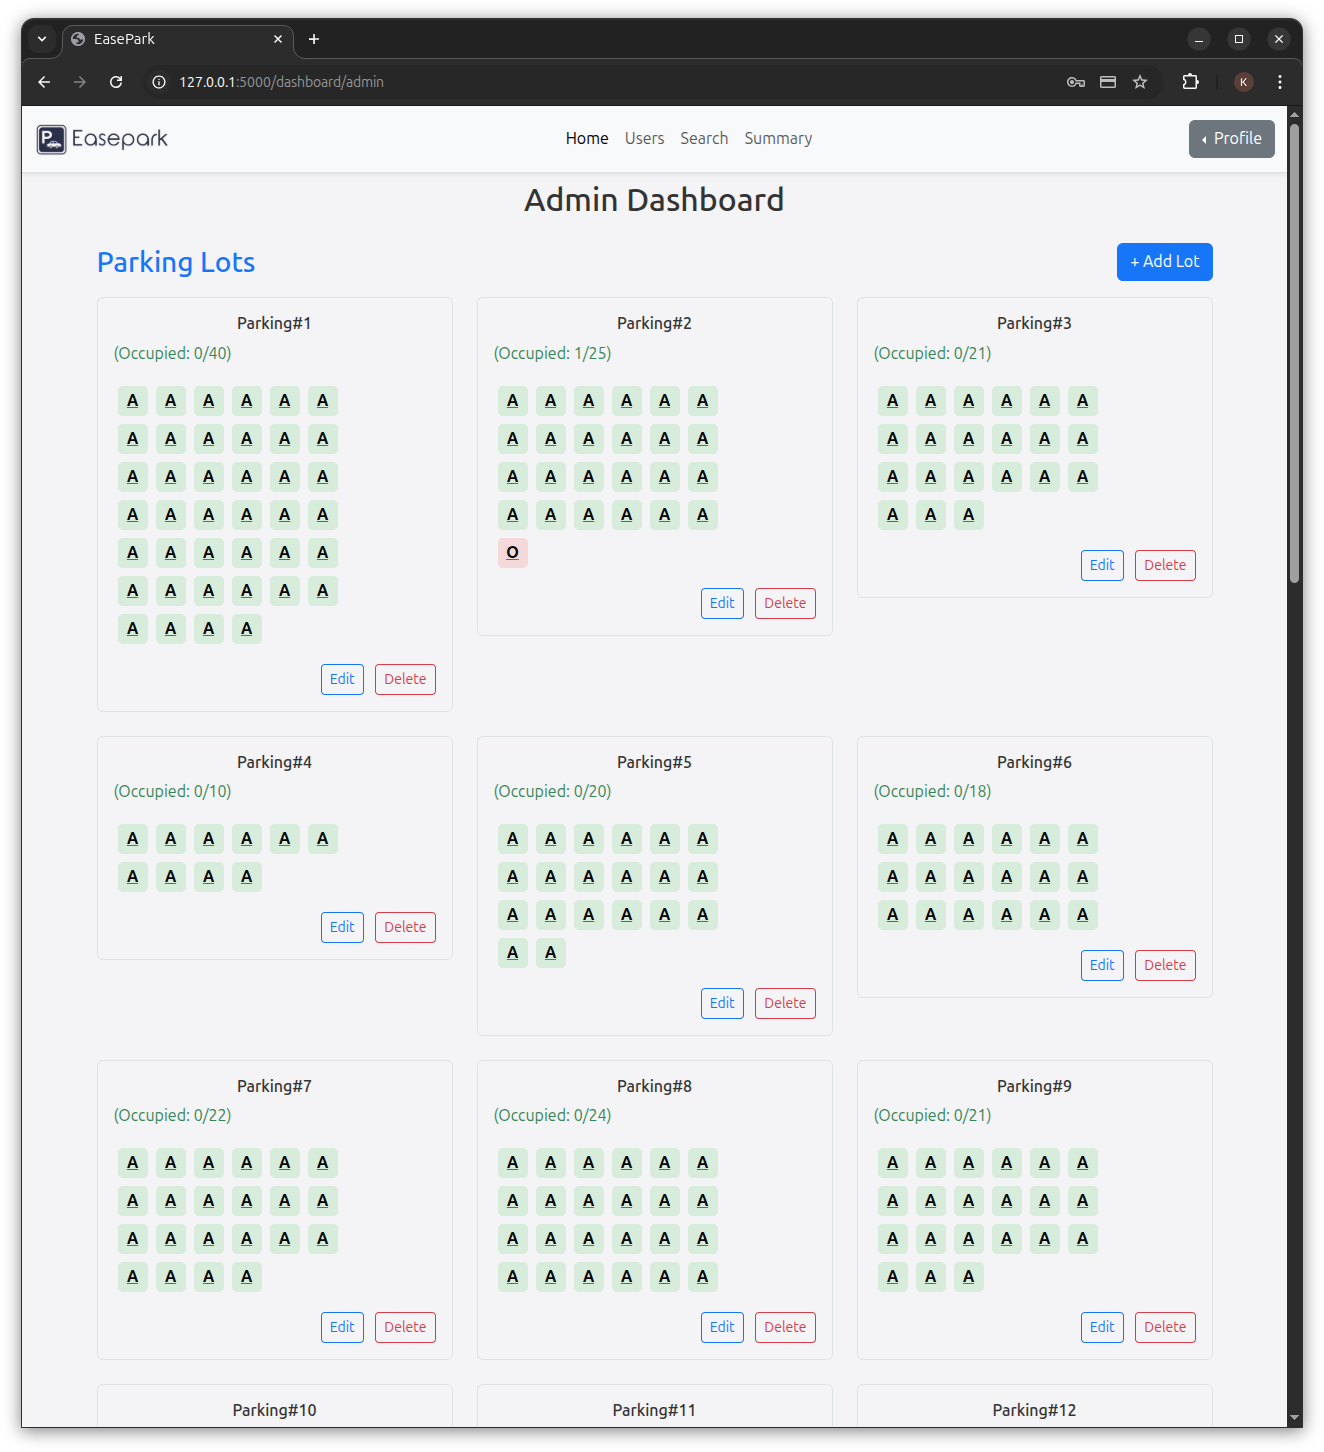 EasePark
127.0.0.1:5000/dashboard/admin
K
P Easepark Home Users Search Summary Profile
Admin Dashboard
Parking Lots + Add Lot
Parking#1
(Occupied: 0/40)
A A A A A A
A A A A A A
A A A A A A
A A A A A A
A A A A A A
A A A A A A
A A A A
Edit Delete
Parking#2
(Occupied: 1/25)
A A A A A A
A A A A A A
A A A A A A
A A A A A A
O
Edit Delete
Parking#3
(Occupied: 0/21)
A A A A A A
A A A A A A
A A A A A A
A A A
Edit Delete
Parking#4
(Occupied: 0/10)
A A A A A A
A A A A
Edit Delete
Parking#5
(Occupied: 0/20)
A A A A A A
A A A A A A
A A A A A A
A A
Edit Delete
Parking#6
(Occupied: 0/18)
A A A A A A
A A A A A A
A A A A A A
Edit Delete
Parking#7
(Occupied: 0/22)
A A A A A A
A A A A A A
A A A A A A
A A A A
Edit Delete
Parking#8
(Occupied: 0/24)
A A A A A A
A A A A A A
A A A A A A
A A A A A A
Edit Delete
Parking#9
(Occupied: 0/21)
A A A A A A
A A A A A A
A A A A A A
A A A
Edit Delete
Parking#10
Parking#11
Parking#12